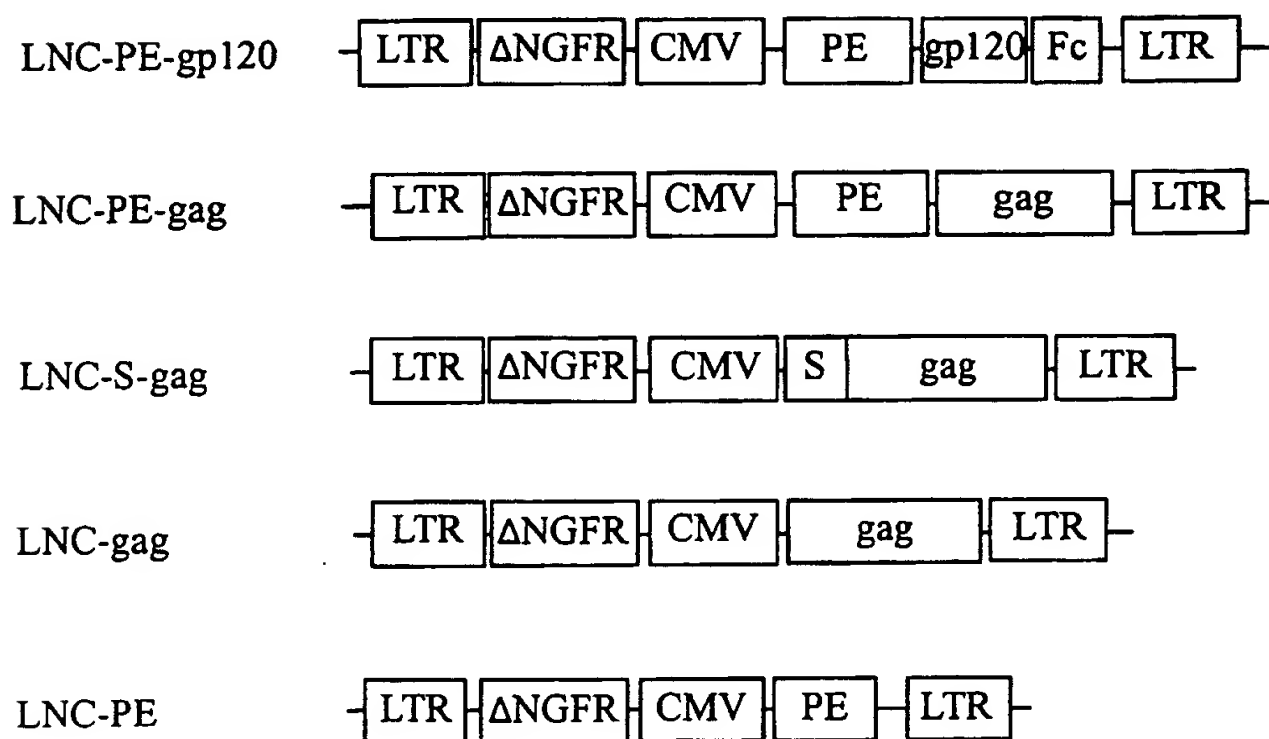 LNC-PE-gp120 LTR ΔNGFR CMV PE gp120 Fc LTR
LNC-PE-gag LTR ΔNGFR CMV PE gag LTR
LNC-S-gag LTR ΔNGFR CMV S gag LTR
LNC-gag LTR ΔNGFR CMV gag LTR
LNC-PE LTR ΔNGFR CMV PE LTR